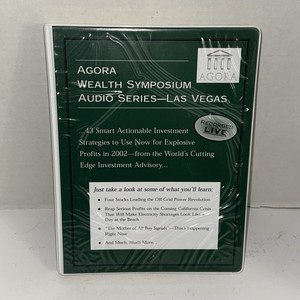 AGORA
WEALTH SYMPOSIUM
AUDIO SERIES—LAS VEGAS
AGORA
RECORDED
LIVE
...43 Smart Actionable Investment
Strategies to Use Now for Explosive
Profits in 2002—from the World's Cutting
Edge Investment Advisory...
Just take a look at some of what you'll learn:
• Four Stocks Leading the Off-Grid Power Revolution
• Reap Serious Profits on the Coming California Crisis
That Will Make Electricity Shortages Look Like a
Day at the Beach
• "The Mother of All Buy Signals"—That's Happening
Right Now
• And Much, Much More